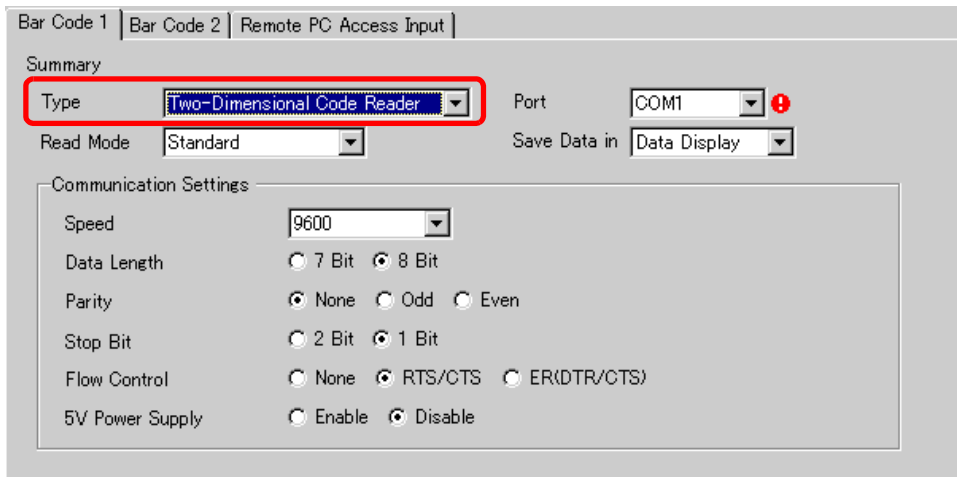 Bar Code 1 Bar Code 2 Remote PC Access Input
Summary
Type Two-Dimensional Code Reader Port COM1
Read Mode Standard Save Data in Data Display
Communication Settings
Speed 9600
Data Length 7 Bit 8 Bit
Parity None Odd Even
Stop Bit 2 Bit 1 Bit
Flow Control None RTS/CTS ER(DTR/CTS)
5V Power Supply Enable Disable